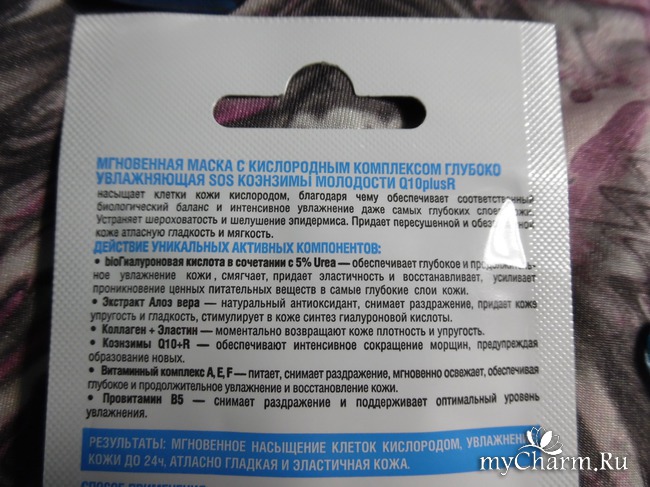 МГНОВЕННАЯ МАСКА С КИСЛОРОДНЫМ КОМПЛЕКСОМ ГЛУБОКО
УВЛАЖНЯЮЩАЯ SOS КОЭНЗИМЫ МОЛОДОСТИ Q10plusR
насыщает клетки кожи кислородом, благодаря чему обеспечивает соответственный
биологический баланс и интенсивное увлажнение даже самых глубоких
Устраняет шероховатость и шелушение эпидермиса. Придает пересушенной и
коже атласную гладкость и мягкость.
ДЕЙСТВИЕ УНИКАЛЬНЫХ АКТИВНЫХ КОМПОНЕНТОВ:
• bioГиалуроновая кислота в сочетании с 5% Urea — обеспечивает глубокое и
ное увлажнение кожи, смягчает, придает эластичность и восстанавливает, усиливает
проникновение ценных питательных веществ в самые глубокие слои кожи.
• Экстракт Алоэ вера — натуральный антиоксидант, снимает раздражение, придает коже
упругость и гладкость, стимулирует в коже синтез гиалуроновой кислоты.
• Коллаген + Эластин — моментально возвращают коже плотность и упругость.
• Коэнзимы Q10+R — обеспечивают интенсивное сокращение морщин, предупреждая
образование новых.
• Витаминный комплекс А, Е, F — питает, снимает раздражение, мгновенно освежает, обеспечивая
глубокое и продолжительное увлажнение и восстановление кожи.
• Провитамин В5 — снимает раздражение и поддерживает оптимальный уровень
увлажнения.
РЕЗУЛЬТАТЫ: МГНОВЕННОЕ НАСЫЩЕНИЕ КЛЕТОК КИСЛОРОДОМ, УВЛАЖНЕНИЕ
КОЖИ ДО 24ч, АТЛАСНО ГЛАДКАЯ И ЭЛАСТИЧНАЯ КОЖА.
СПОСОБ ПРИМЕНЕНИЯ
myCharm.Ru